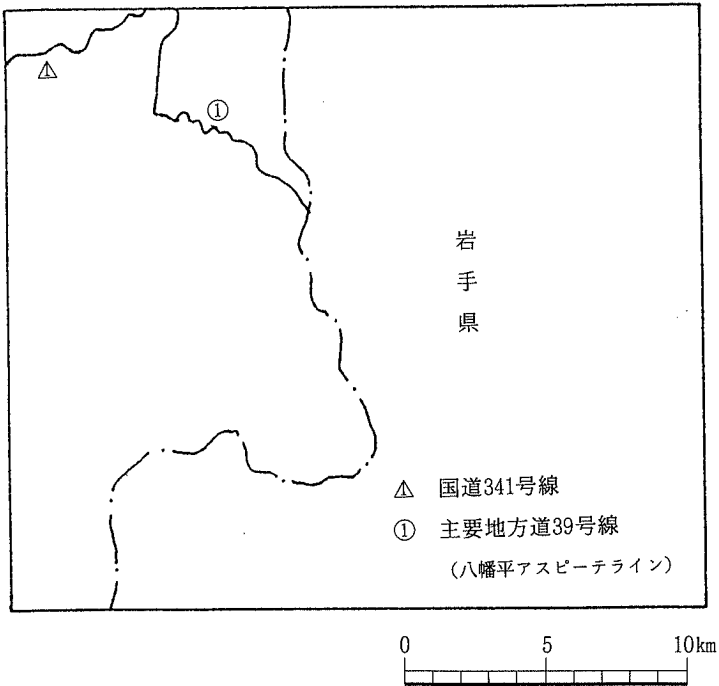 ①
岩手県
国道341号線
① 主要地方道39号線
(八幡平アスピーテライン)
0 5 10km